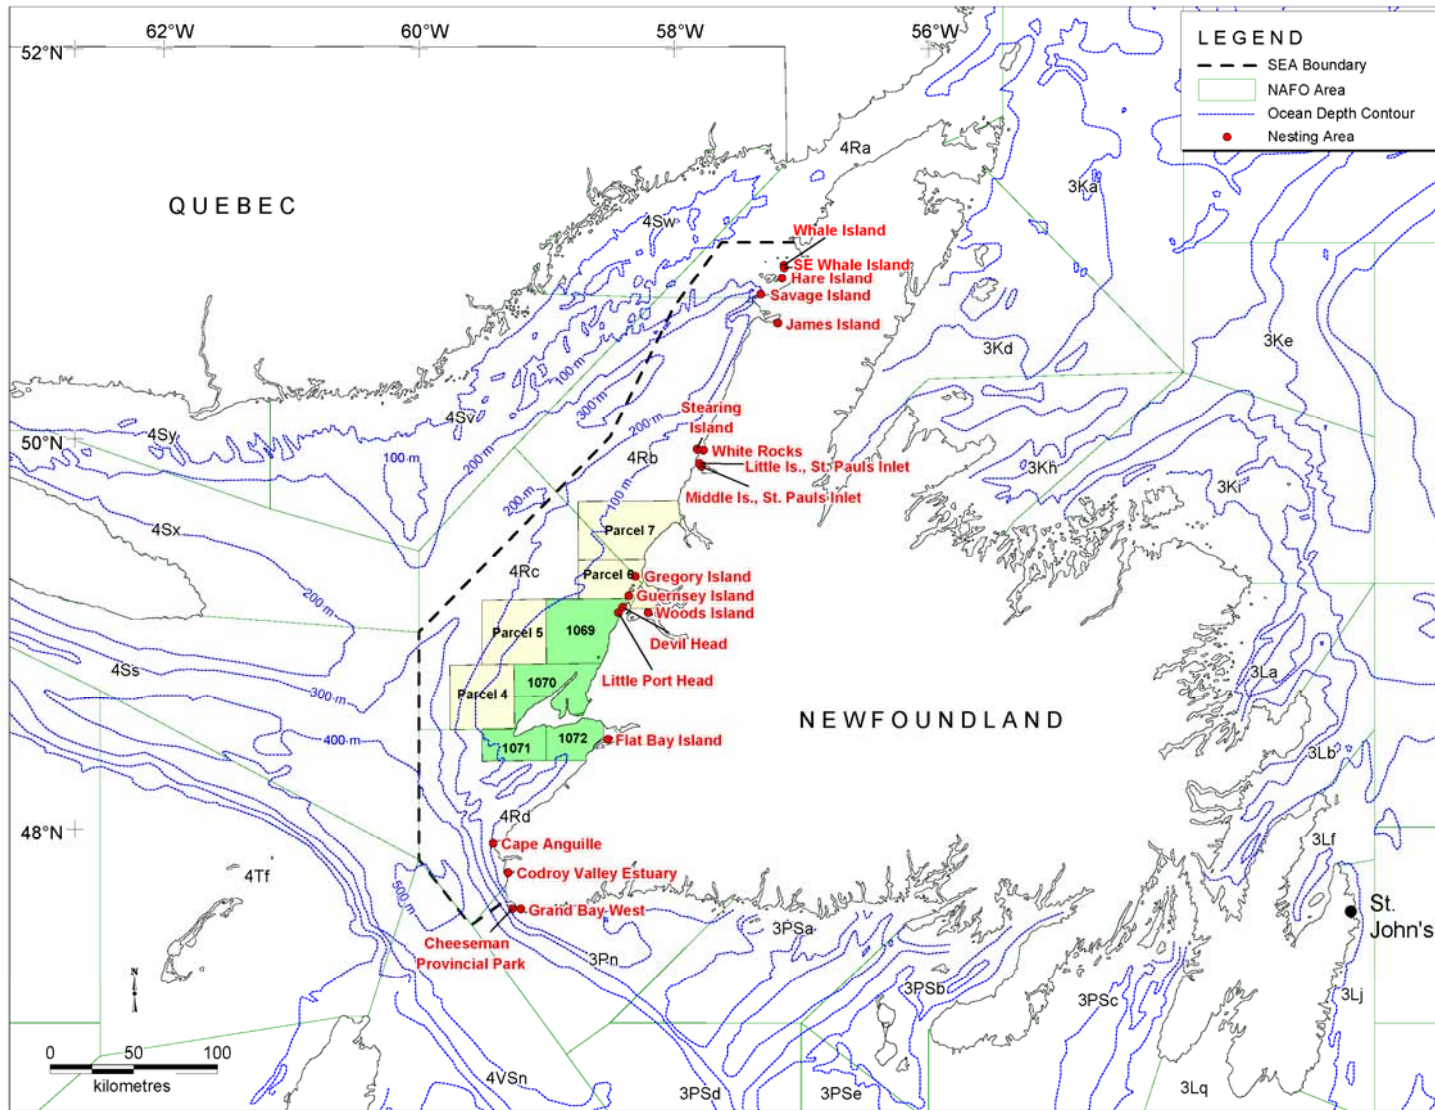 62°W
60°W
58°W
56°W
52°N
LEGEND
SEA Boundary
NAFO Area
Ocean Depth Contour
Nesting Area
4Ra
3Ka
QUEBEC
4Sw
Whale Island
SE Whale Island
Hare Island
Savage Island
James Island
3Kd
3Ke
100 m
300 m
200 m
Stearing
Island
4Sv
4Sy
50°N
White Rocks
4Rb
200 m
100 m
Little Is., St. Pauls Inlet
3Kh
3Ki
Middle Is., St. Pauls Inlet
200 m
100 m
4Sx
Parcel 7
4Rc
Parcel 6
Gregory Island
Guernsey Island
200 m
Woods Island
Parcel 5
1069
Devil Head
4Ss
3La
1070
Little Port Head
300 m
Parcel 4
NEWFOUNDLAND
400 m
1071
1072
Flat Bay Island
3Lb
4Rd
48°N
3Lf
Cape Anguille
4Tf
Codroy Valley Estuary
500 m
Grand Bay West
St.
John's
3PSa
Cheeseman
Provincial Park
3Pn
N
3PSb
3PSc
3Lj
0 50 100
kilometres
4VSn
3PSd
3PSe
3Lq